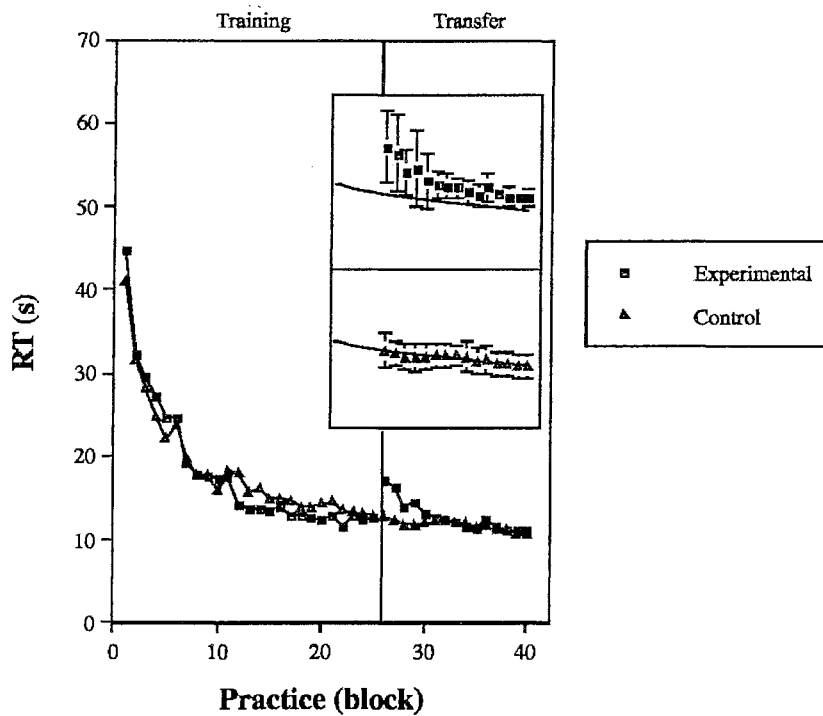 Training Transfer
70
60
50
40
30
20
10
0
RT (s)
0 10 20 30 40
Practice (block)
Experimental
Control